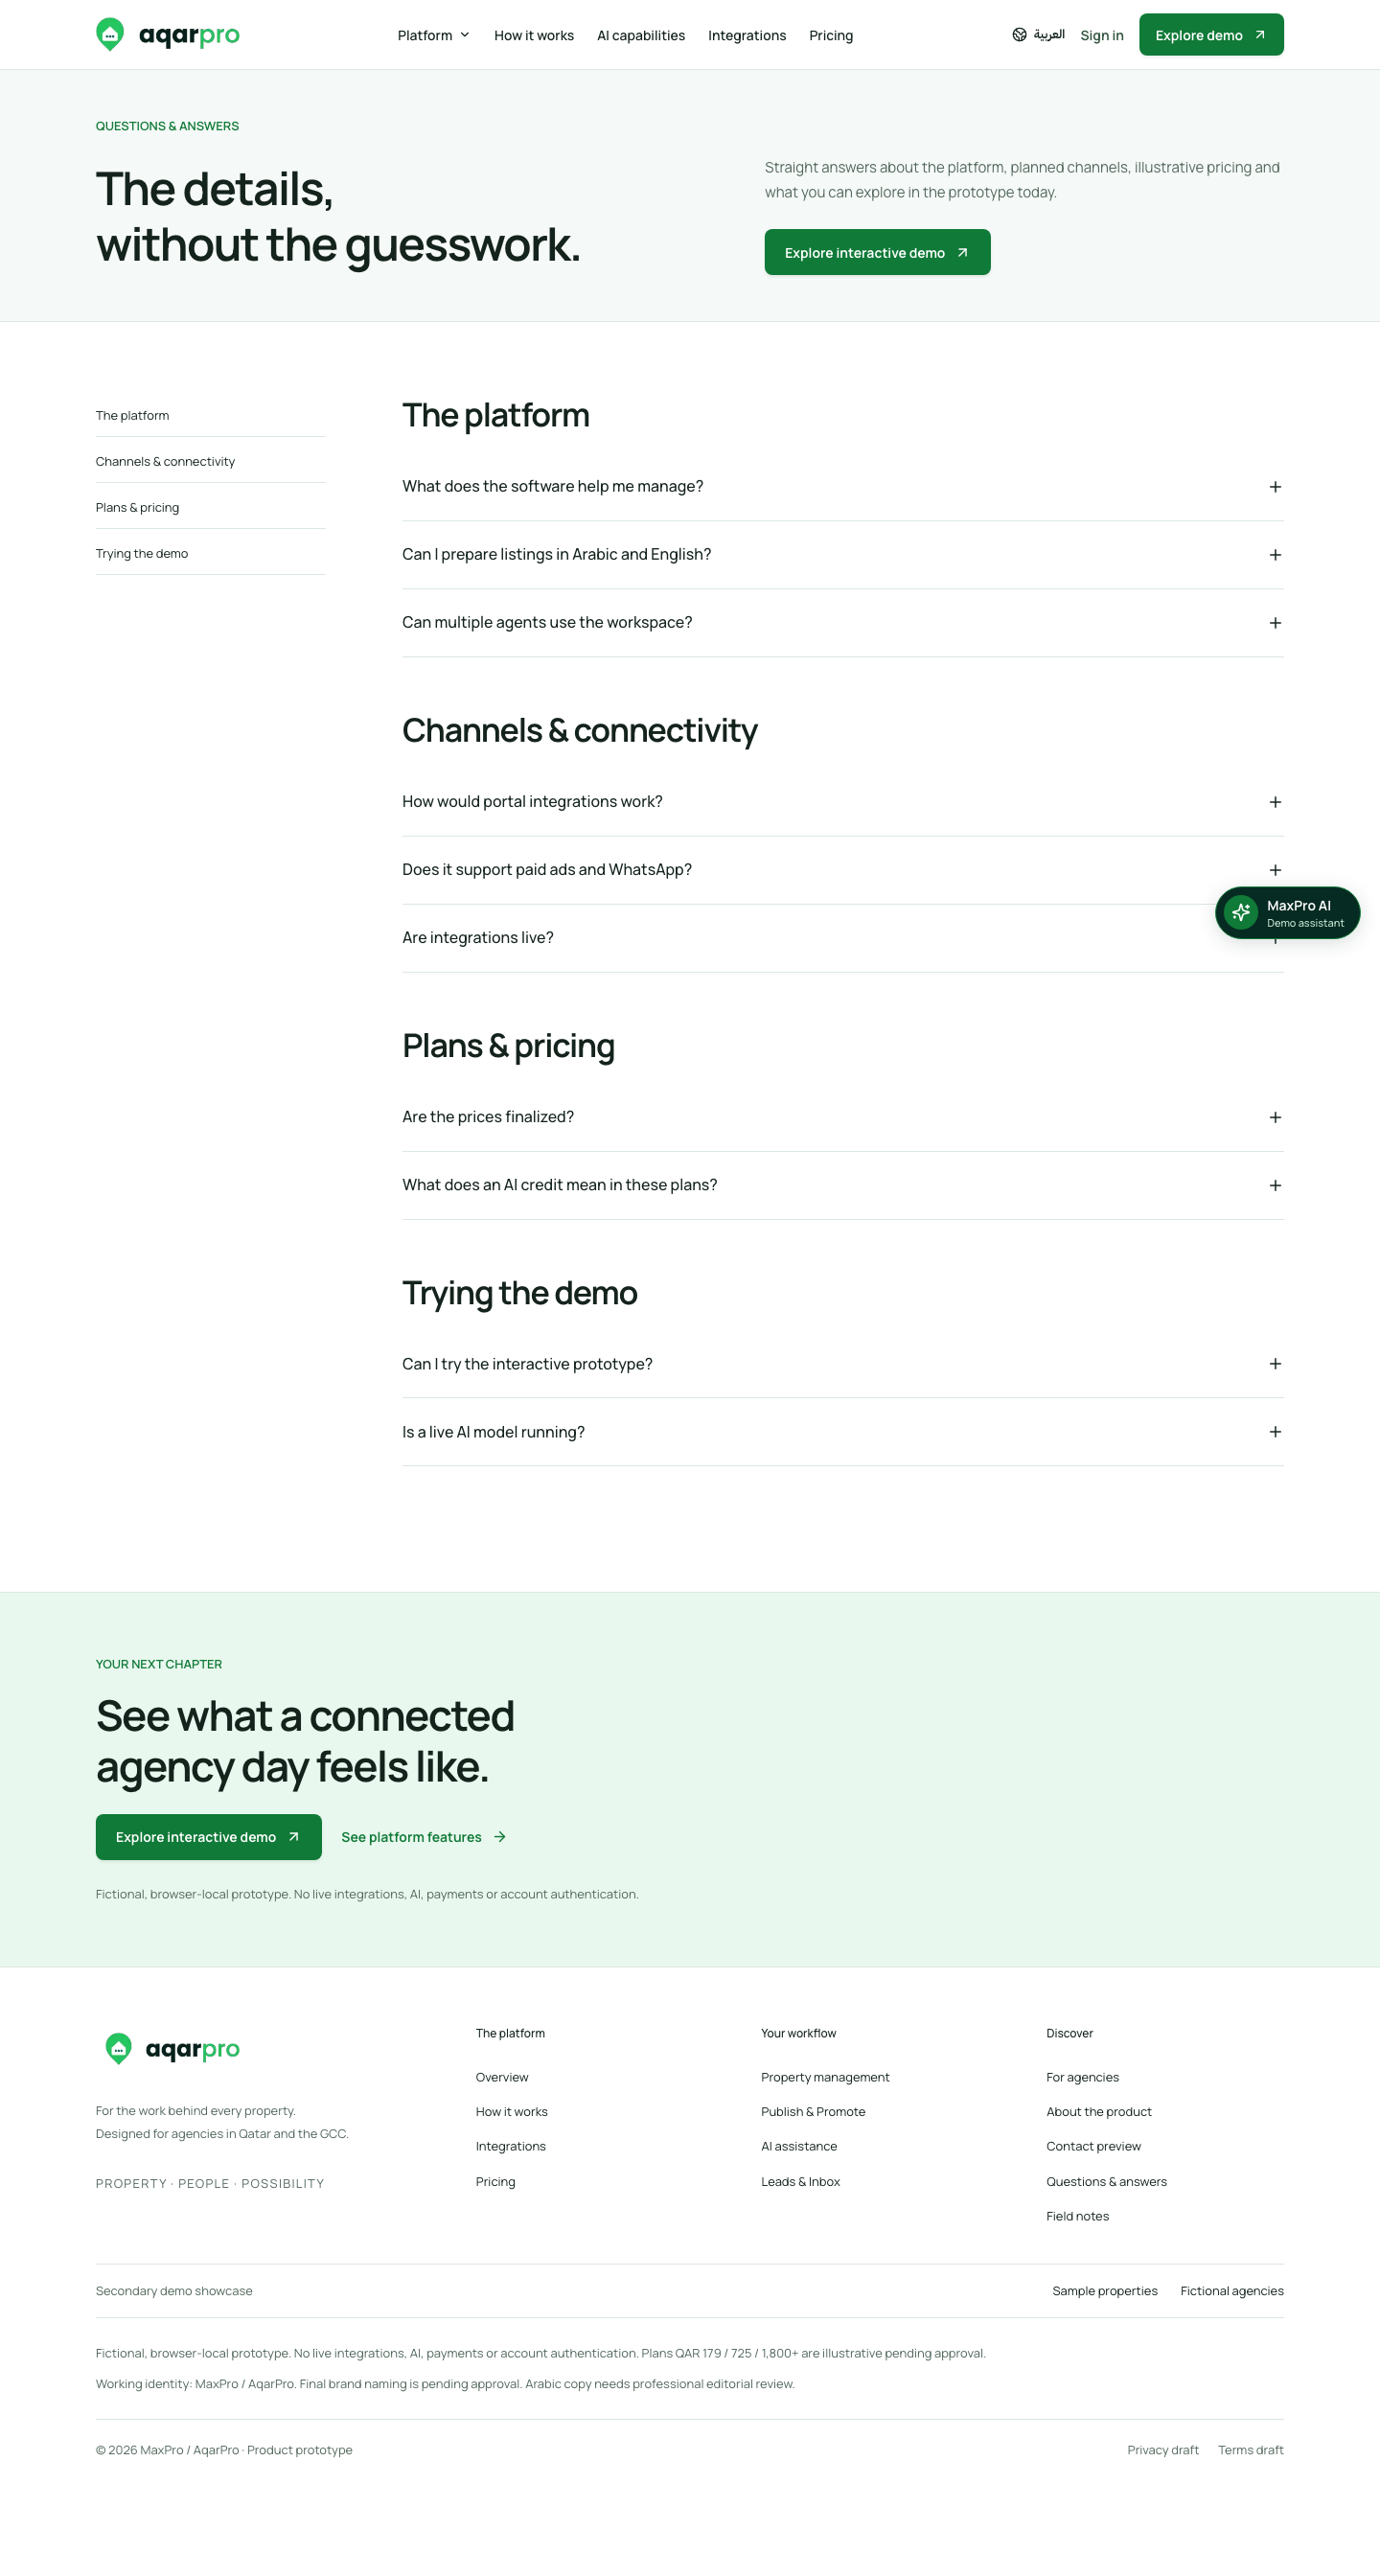 aqarpro
Platform
How it works
AI capabilities
Integrations
Pricing
العربية
Sign in
Explore demo
QUESTIONS & ANSWERS
The details,
without the guesswork.
Straight answers about the platform, planned channels, illustrative pricing and
what you can explore in the prototype today.
Explore interactive demo
The platform
Channels & connectivity
Plans & pricing
Trying the demo
The platform
What does the software help me manage?
Can I prepare listings in Arabic and English?
Can multiple agents use the workspace?
Channels & connectivity
How would portal integrations work?
Does it support paid ads and WhatsApp?
Are integrations live?
MaxPro AI
Demo assistant
Plans & pricing
Are the prices finalized?
What does an AI credit mean in these plans?
Trying the demo
Can I try the interactive prototype?
Is a live AI model running?
YOUR NEXT CHAPTER
See what a connected
agency day feels like.
Explore interactive demo
See platform features
Fictional, browser-local prototype. No live integrations, AI, payments or account authentication.
aqarpro
For the work behind every property.
Designed for agencies in Qatar and the GCC.
PROPERTY · PEOPLE · POSSIBILITY
The platform
Overview
How it works
Integrations
Pricing
Your workflow
Property management
Publish & Promote
AI assistance
Leads & Inbox
Discover
For agencies
About the product
Contact preview
Questions & answers
Field notes
Secondary demo showcase
Sample properties
Fictional agencies
Fictional, browser-local prototype. No live integrations, AI, payments or account authentication. Plans QAR 179 / 725 / 1,800+ are illustrative pending approval.
Working identity: MaxPro / AqarPro. Final brand naming is pending approval. Arabic copy needs professional editorial review.
© 2026 MaxPro / AqarPro · Product prototype
Privacy draft
Terms draft